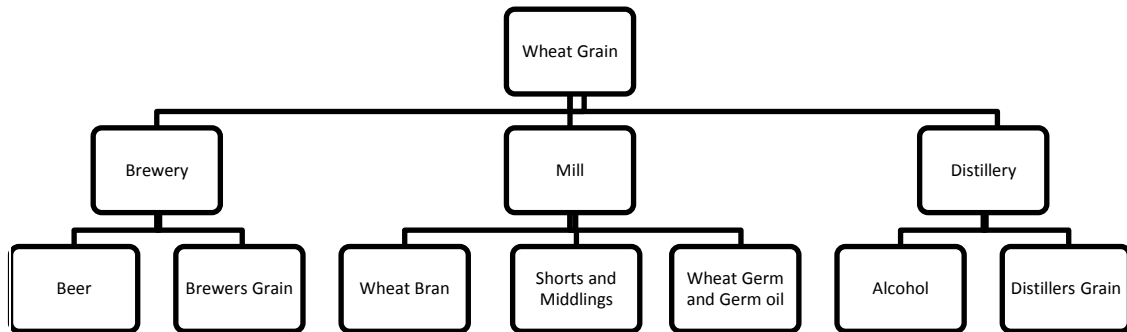 Wheat Grain
Brewery
Mill
Distillery
Beer
Brewers Grain
Wheat Bran
Shorts and
Middlings
Wheat Germ
and Germ oil
Alcohol
Distillers Grain